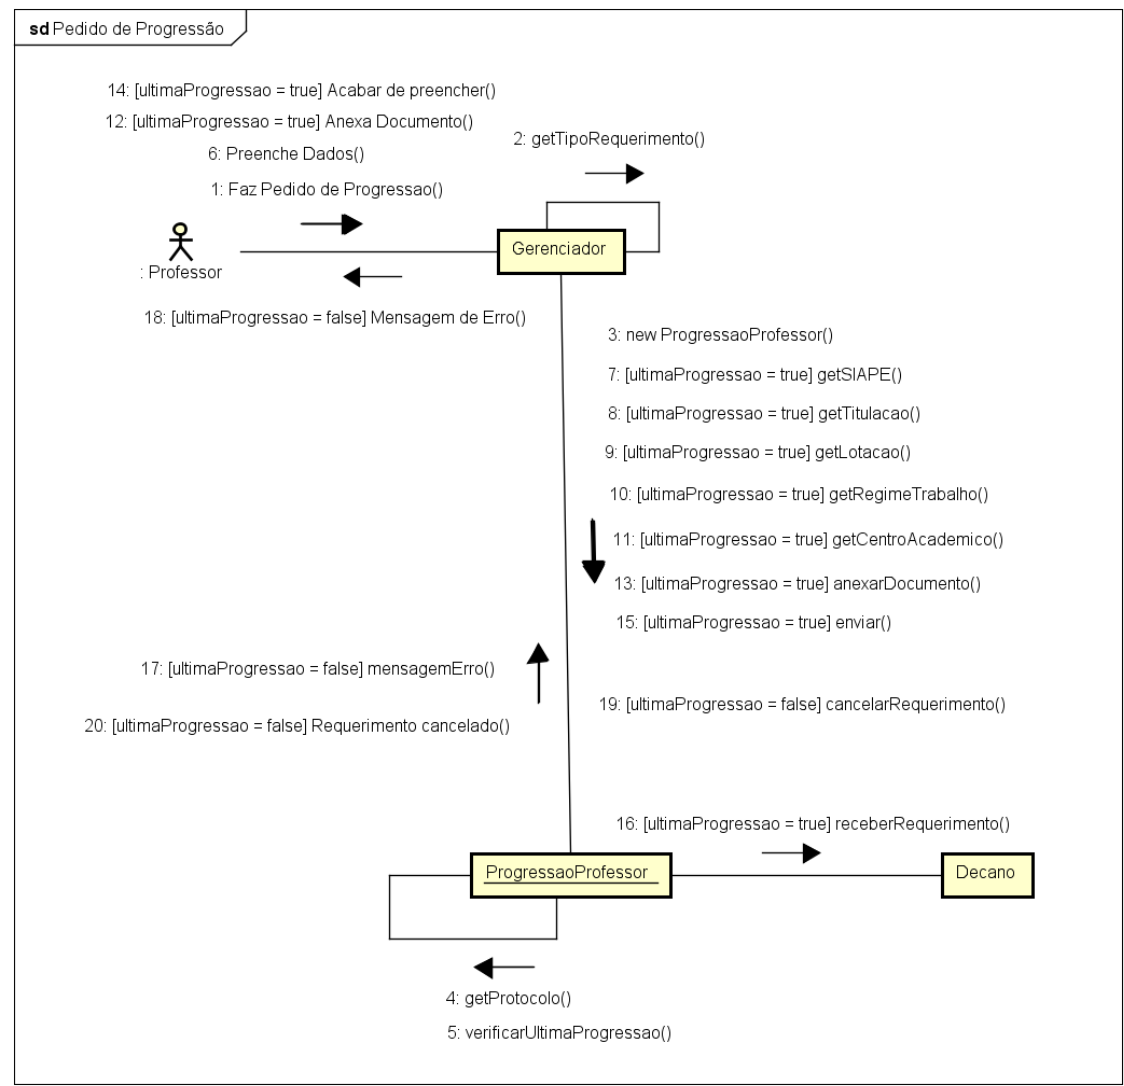 sd Pedido de Progressão
14: [ultimaProgressao = true] Acabar de preencher()
12: [ultimaProgressao = true] Anexa Documento()
6: Preenche Dados()
1: Faz Pedido de Progressao()
2: getTipoRequerimento()
Gerenciador
: Professor
18: [ultimaProgressao = false] Mensagem de Erro()
3: new ProgressaoProfessor()
7: [ultimaProgressao = true] getSIAPE()
8: [ultimaProgressao = true] getTitulacao()
9: [ultimaProgressao = true] getLotacao()
10: [ultimaProgressao = true] getRegimeTrabalho()
11: [ultimaProgressao = true] getCentroAcademico()
13: [ultimaProgressao = true] anexarDocumento()
15: [ultimaProgressao = true] enviar()
17: [ultimaProgressao = false] mensagemErro()
19: [ultimaProgressao = false] cancelarRequerimento()
20: [ultimaProgressao = false] Requerimento cancelado()
16: [ultimaProgressao = true] receberRequerimento()
ProgressaoProfessor
Decano
4: getProtocolo()
5: verificarUltimaProgressao()